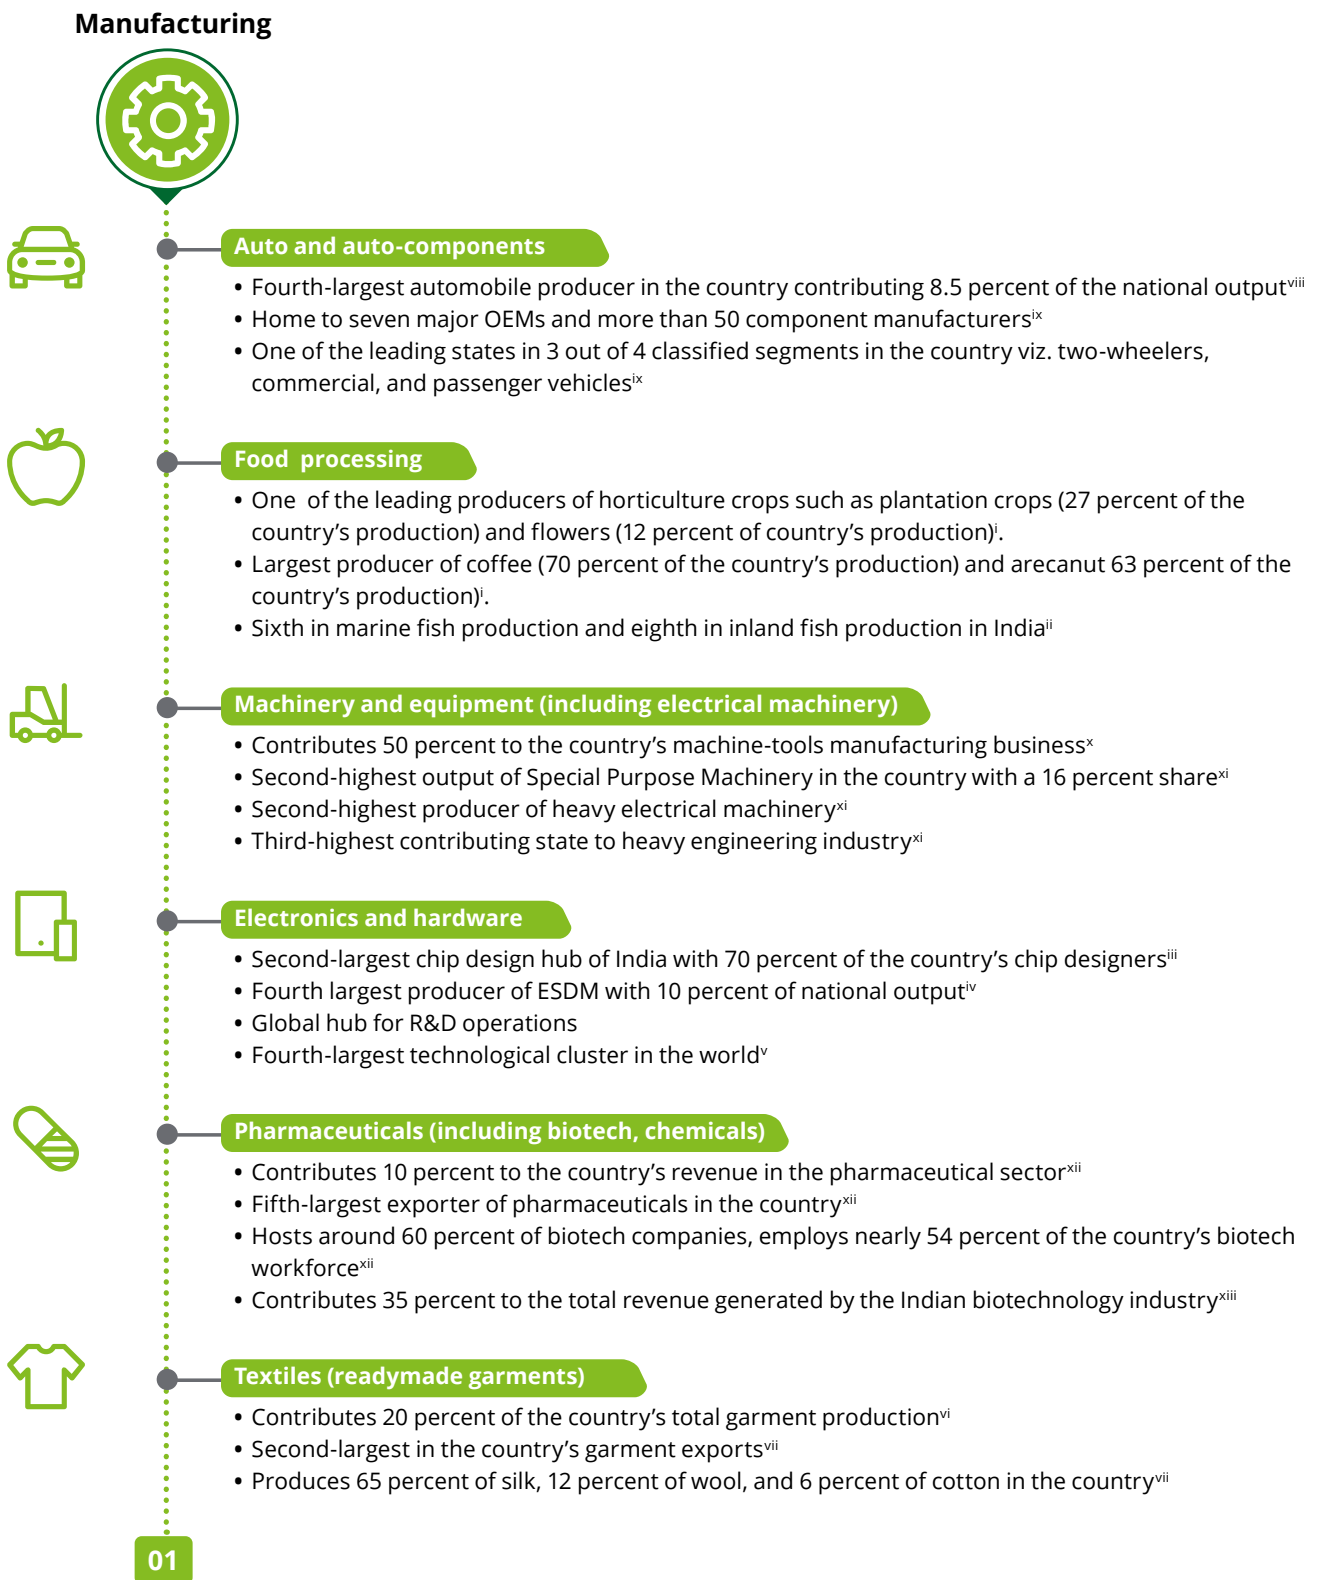 Manufacturing
Auto and auto-components
• Fourth-largest automobile producer in the country contributing 8.5 percent of the national outputviii
• Home to seven major OEMs and more than 50 component manufacturersix
• One of the leading states in 3 out of 4 classified segments in the country viz. two-wheelers,
commercial, and passenger vehiclesix
Food processing
• One of the leading producers of horticulture crops such as plantation crops (27 percent of the
country’s production) and flowers (12 percent of country’s production)i.
• Largest producer of coffee (70 percent of the country’s production) and arecanut 63 percent of the
country’s production)i.
• Sixth in marine fish production and eighth in inland fish production in Indiaii
Machinery and equipment (including electrical machinery)
• Contributes 50 percent to the country’s machine-tools manufacturing businessx
• Second-highest output of Special Purpose Machinery in the country with a 16 percent sharexi
• Second-highest producer of heavy electrical machineryxi
• Third-highest contributing state to heavy engineering industryxi
Electronics and hardware
• Second-largest chip design hub of India with 70 percent of the country’s chip designersiii
• Fourth largest producer of ESDM with 10 percent of national outputiv
• Global hub for R&D operations
• Fourth-largest technological cluster in the worldv
Pharmaceuticals (including biotech, chemicals)
• Contributes 10 percent to the country’s revenue in the pharmaceutical sectorxii
• Fifth-largest exporter of pharmaceuticals in the countryxii
• Hosts around 60 percent of biotech companies, employs nearly 54 percent of the country’s biotech
workforcexii
• Contributes 35 percent to the total revenue generated by the Indian biotechnology industryxiii
Textiles (readymade garments)
• Contributes 20 percent of the country’s total garment productionvi
• Second-largest in the country’s garment exportsvii
• Produces 65 percent of silk, 12 percent of wool, and 6 percent of cotton in the countryvii
01